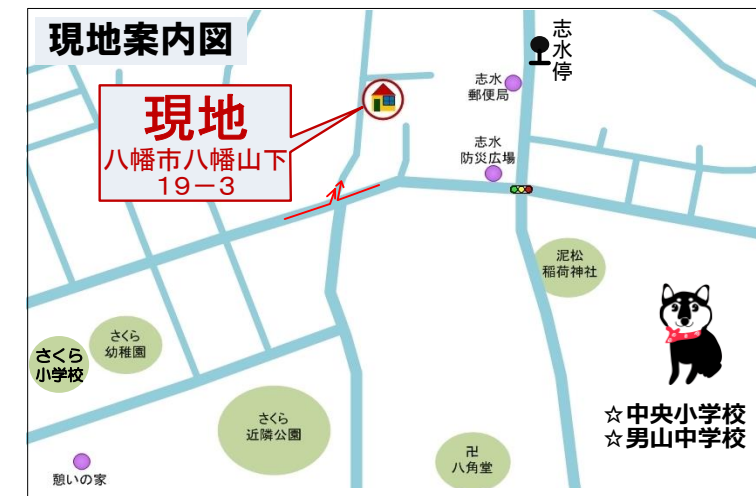 現地案内図
現地
八幡市八幡山下
19－3
志水停
志水
郵便局
志水
防災広場
泥松
稲荷神社
さくら
幼稚園
さくら
小学校
さくら
近隣公園
卍
八角堂
憩いの家
☆中央小学校
☆男山中学校